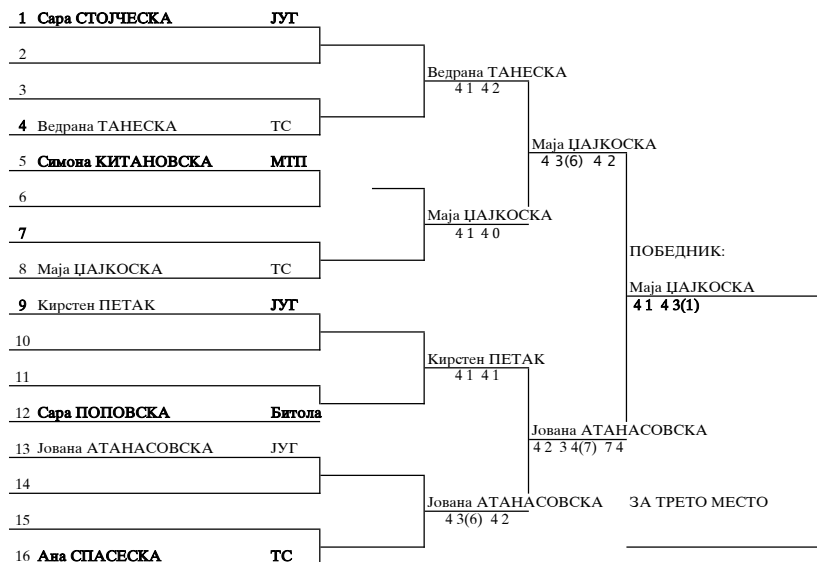 1 Сара СТОЈЧЕСКА ЈУГ
2
3
4 Ведрана ТАНЕСКА ТС
5 Симона КИТАНОВСКА МТП
6
7
8 Маја ЏАЈКОСКА ТС
9 Кирстен ПЕТАК ЈУГ
10
11
12 Сара ПОПОВСКА Битола
13 Јована АТАНАСОВСКА ЈУГ
14
15
16 Ана СПАСЕСКА ТС
Ведрана ТАНЕСКА
4 1 4 2
Маја ЏАЈКОСКА
4 1 4 0
Кирстен ПЕТАК
4 1 4 1
Јована АТАНАСОВСКА
4 3(6) 4 2
Маја ЏАЈКОСКА
4 3(6) 4 2
Јована АТАНАСОВСКА
4 2 3 4(7) 7 4
ПОБЕДНИК:
Маја ЏАЈКОСКА
4 1 4 3(1)
ЗА ТРЕТО МЕСТО